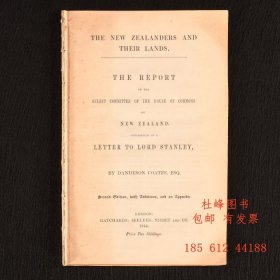 THE NEW ZEALANDERS AND
THEIR LANDS.
THE REPORT
OF THE
SELECT COMMITTEE OF THE HOUSE OF COMMONS
ON
NEW ZEALAND,
CONSIDERED IN A
LETTER TO LORD STANLEY,
BY DANDESON COATES, ESQ.
Second Edition, with Additions, and an Appendix.
LONDON:
HATCHARDS; SEELEYS; NISBET AND CO.
1844.
Price Two Shillings.
杜峰图书
包邮 有发票
185 612 44188